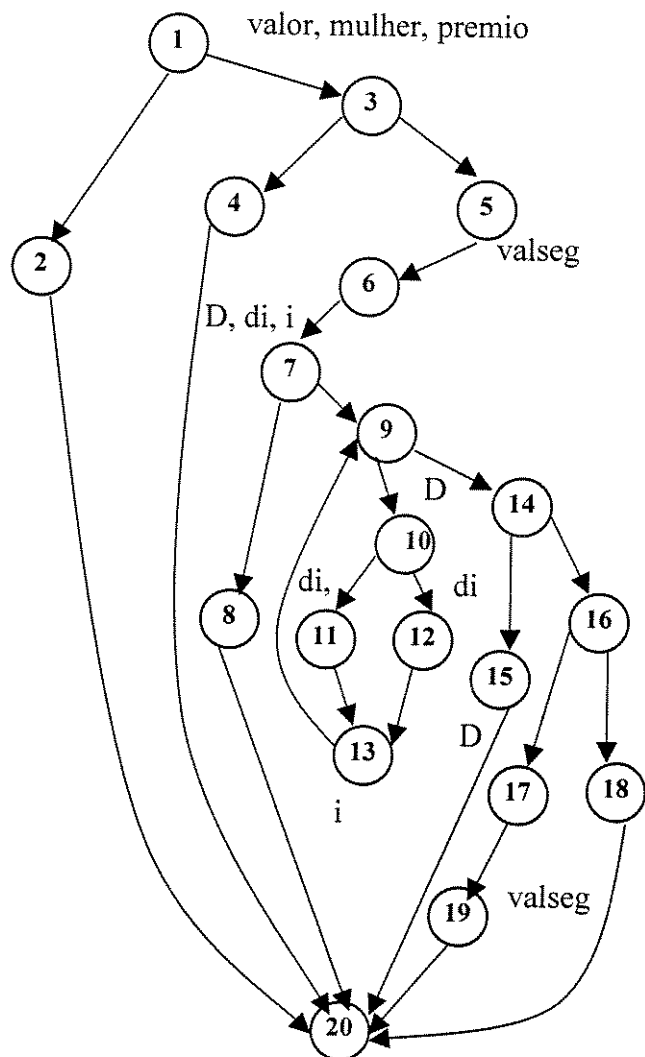 valor, mulher, premio
1
3
4
5
2
valseg
6
D, di, i
7
9
D
14
10
di,
di
8
11
12
16
15
13
D
17
18
i
19
valseg
20